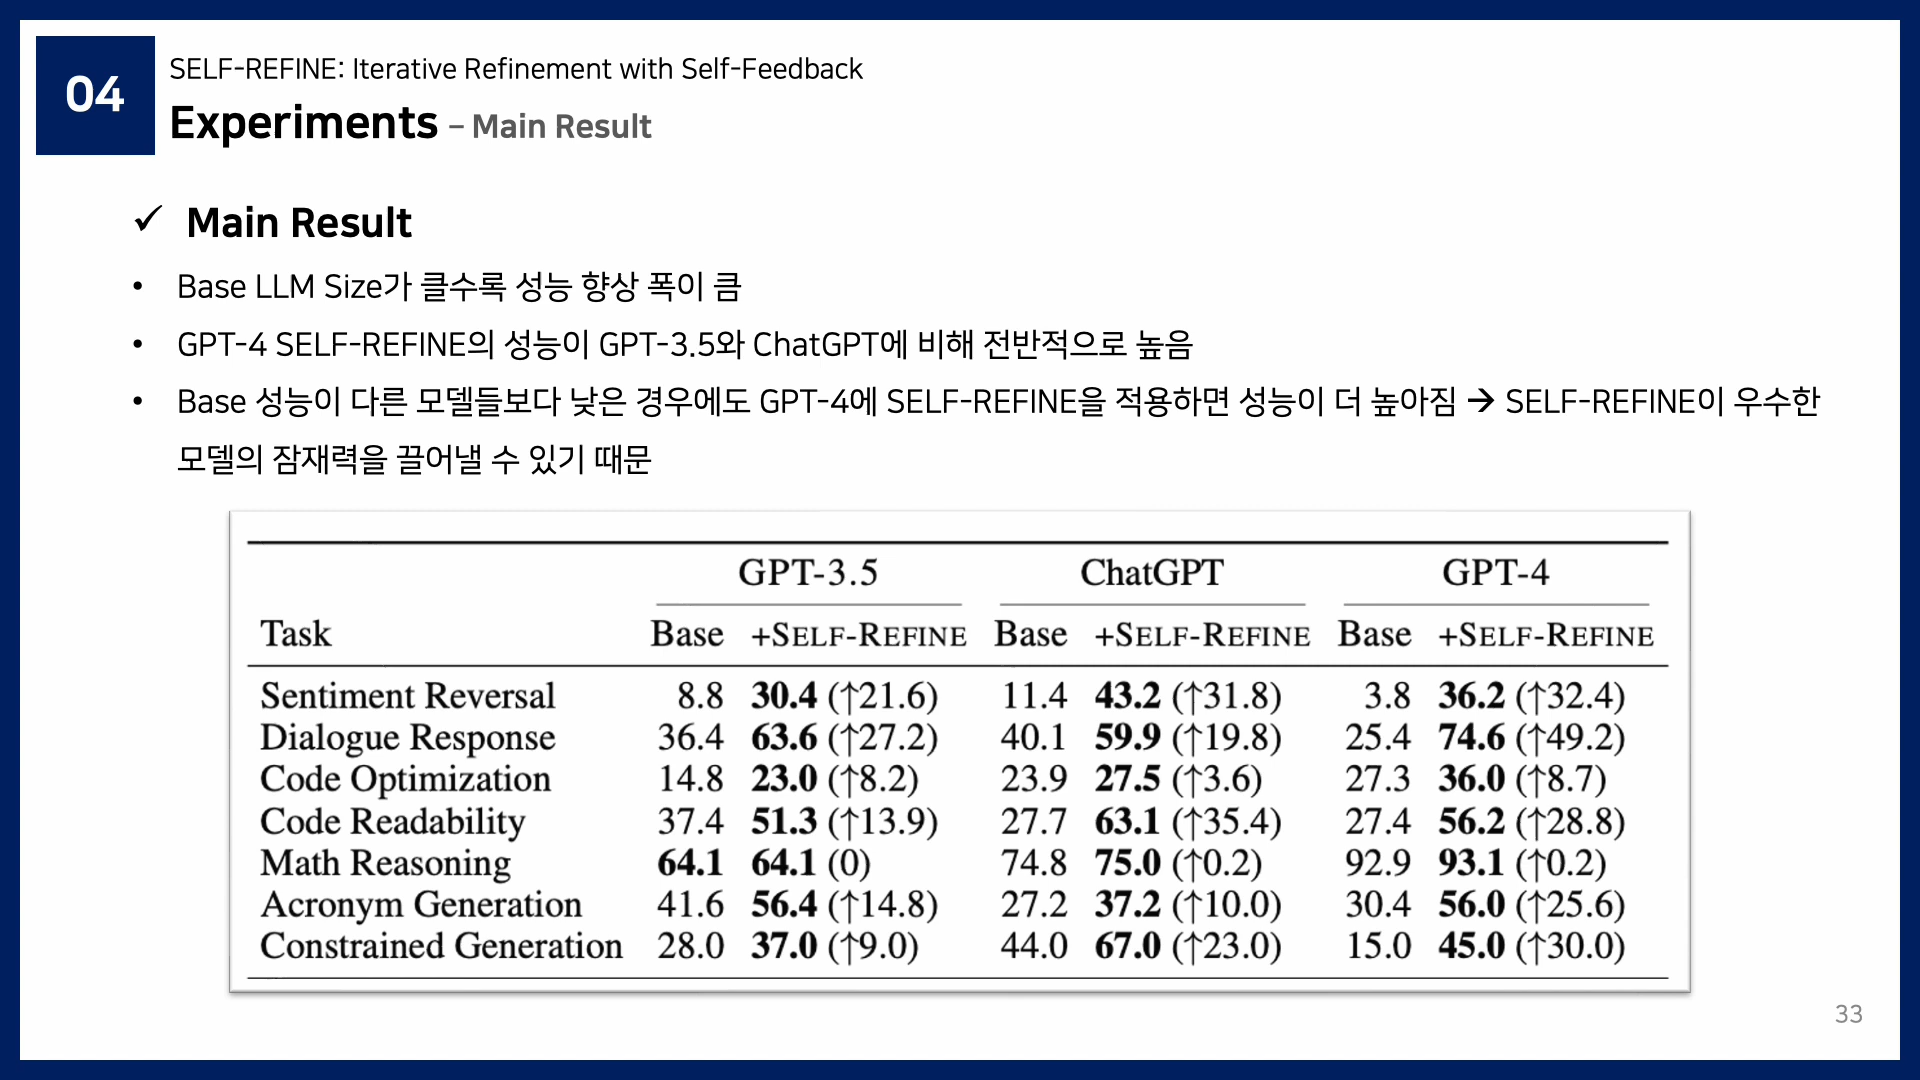 04
SELF-REFINE: Iterative Refinement with Self-Feedback
Experiments – Main Result
✓ Main Result
• Base LLM Size가 클수록 성능 향상 폭이 큼
• GPT-4 SELF-REFINE의 성능이 GPT-3.5와 ChatGPT에 비해 전반적으로 높음
• Base 성능이 다른 모델들보다 낮은 경우에도 GPT-4에 SELF-REFINE을 적용하면 성능이 더 높아짐 → SELF-REFINE이 우수한
모델의 잠재력을 끌어낼 수 있기 때문
GPT-3.5 ChatGPT GPT-4
Task Base +SELF-REFINE Base +SELF-REFINE Base +SELF-REFINE
Sentiment Reversal 8.8 30.4 (↑21.6) 11.4 43.2 (↑31.8) 3.8 36.2 (↑32.4)
Dialogue Response 36.4 63.6 (↑27.2) 40.1 59.9 (↑19.8) 25.4 74.6 (↑49.2)
Code Optimization 14.8 23.0 (↑8.2) 23.9 27.5 (↑3.6) 27.3 36.0 (↑8.7)
Code Readability 37.4 51.3 (↑13.9) 27.7 63.1 (↑35.4) 27.4 56.2 (↑28.8)
Math Reasoning 64.1 64.1 (0) 74.8 75.0 (↑0.2) 92.9 93.1 (↑0.2)
Acronym Generation 41.6 56.4 (↑14.8) 27.2 37.2 (↑10.0) 30.4 56.0 (↑25.6)
Constrained Generation 28.0 37.0 (↑9.0) 44.0 67.0 (↑23.0) 15.0 45.0 (↑30.0)
33